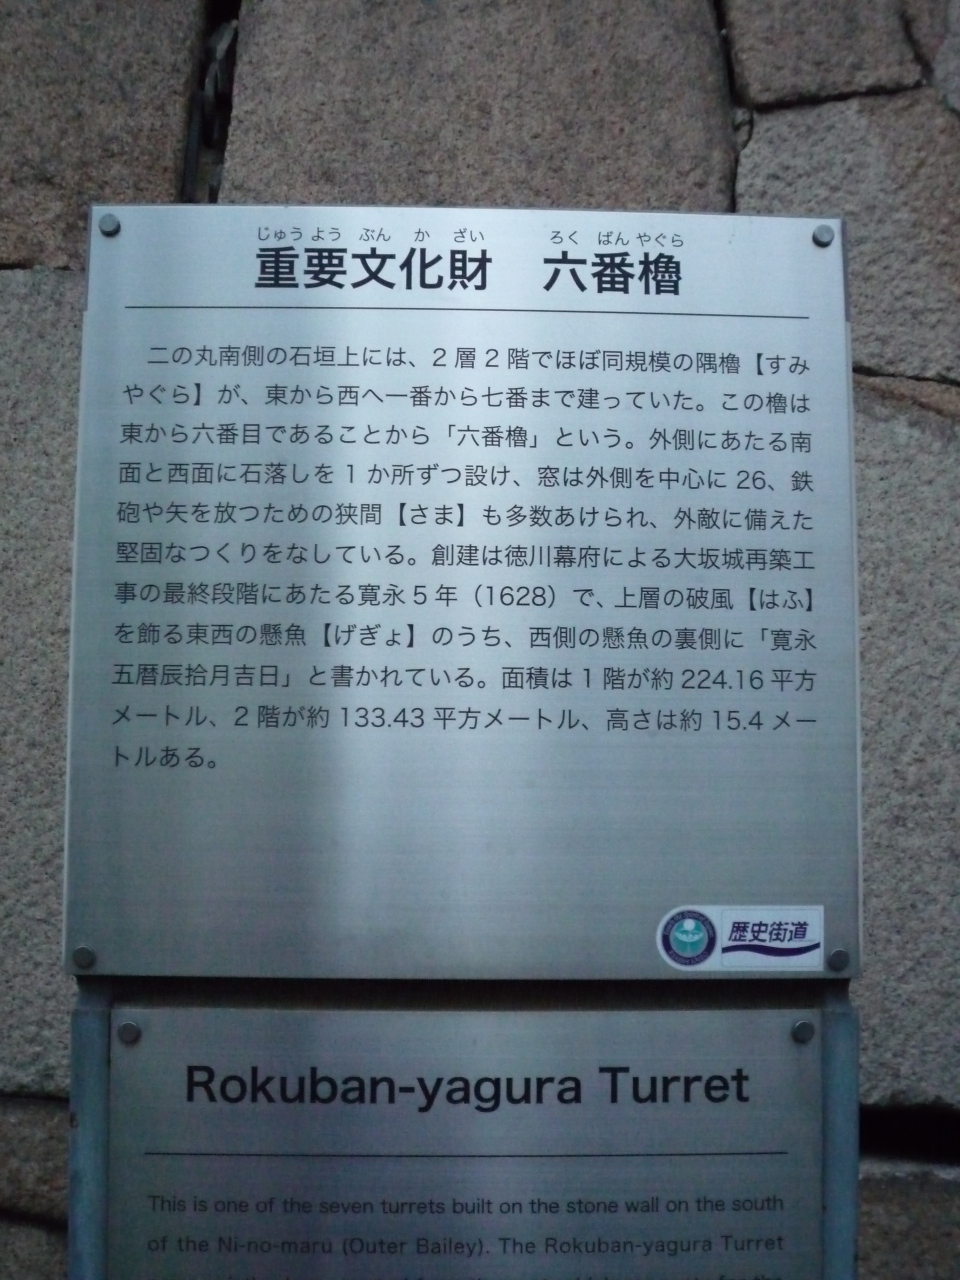 じゅう よう ぶん か ざい ろく ばん やぐら
重要文化財 六番櫓
二の丸南側の石垣上には、2層2階でほぼ同規模の隅櫓【すみ
やぐら】が、東から西へ一番から七番まで建っていた。この櫓は
東から六番目であることから「六番櫓」という。外側にあたる南
面と西面に石落しを1か所ずつ設け、窓は外側を中心に26、鉄
砲や矢を放つための狭間【さま】も多数あけられ、外敵に備えた
堅固なつくりをなしている。創建は徳川幕府による大坂城再築工
事の最終段階にあたる寛永5年（1628）で、上層の破風【はふ】
を飾る東西の懸魚【げぎょ】のうち、西側の懸魚の裏側に「寛永
五暦辰拾月吉日」と書かれている。面積は1階が約224.16平方
メートル、2階が約133.43平方メートル、高さは約15.4メー
トルある。
歴史街道
Rokuban-yagura Turret
This is one of the seven turrets built on the stone wall on the south
of the Ni-no-maru (Outer Bailey). The Rokuban-yagura Turret